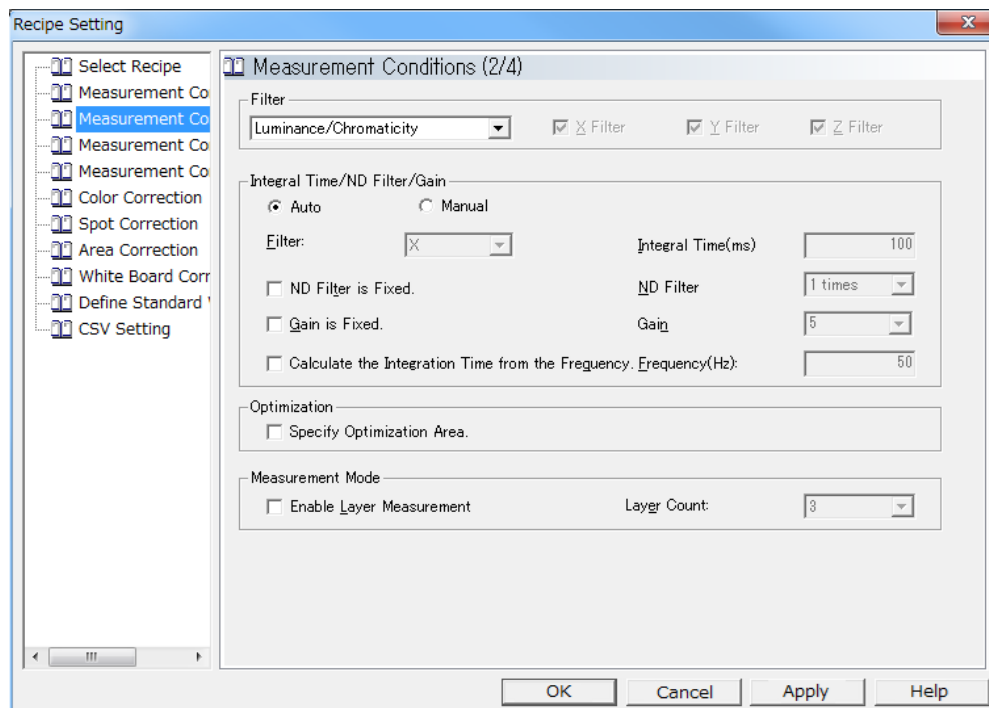 Recipe Setting
x
Select Recipe
Measurement Co
Measurement Co
Measurement Co
Measurement Co
Color Correction
Spot Correction
Area Correction
White Board Corr
Define Standard
CSV Setting
Measurement Conditions (2/4)
Filter
Luminance/Chromaticity X Filter Y Filter Z Filter
Integral Time/ND Filter/Gain
Auto Manual
Filter: X Integral Time(ms) 100
ND Filter is Fixed. ND Filter 1 times
Gain is Fixed. Gain 5
Calculate the Integration Time from the Frequency. Frequency(Hz): 50
Optimization
Specify Optimization Area.
Measurement Mode
Enable Layer Measurement Layer Count: 3
OK Cancel Apply Help